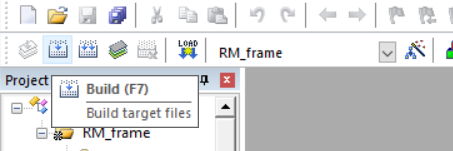 LOAD
RM_frame
Project
Build (F7)
Build target files
RM_frame